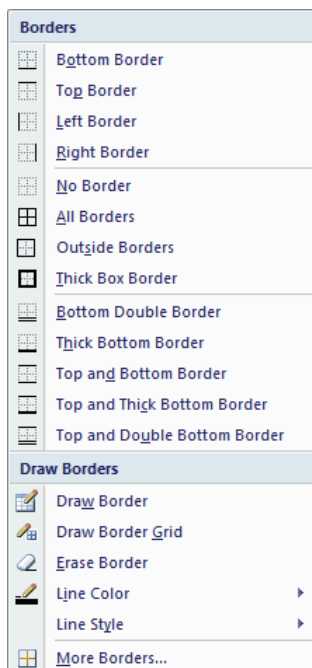 Borders
Bottom Border
Top Border
Left Border
Right Border
No Border
All Borders
Outside Borders
Thick Box Border
Bottom Double Border
Thick Bottom Border
Top and Bottom Border
Top and Thick Bottom Border
Top and Double Bottom Border
Draw Borders
Draw Border
Draw Border Grid
Erase Border
Line Color
Line Style
More Borders...